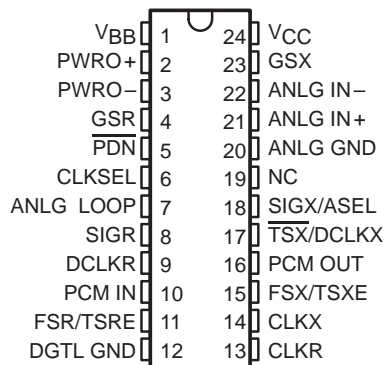 VBB 1 24 VCC
PWRO+ 2 23 GSX
PWRO– 3 22 ANLG IN–
GSR 4 21 ANLG IN+
PDN 5 20 ANLG GND
CLKSEL 6 19 NC
ANLG LOOP 7 18 SIGX/ASEL
SIGR 8 17 TSX/DCLKX
DCLKR 9 16 PCM OUT
PCM IN 10 15 FSX/TSXE
FSR/TSRE 11 14 CLKX
DGTL GND 12 13 CLKR